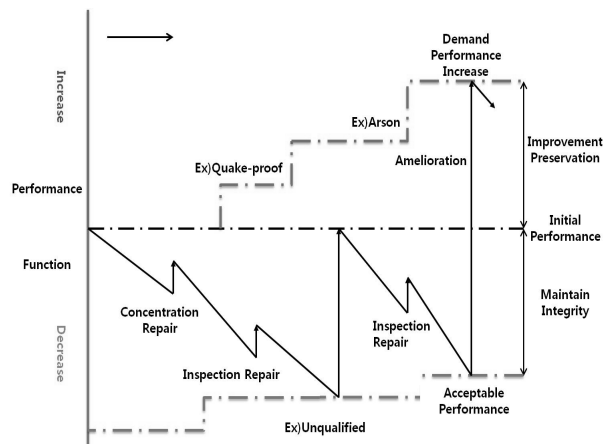 Demand
Performance
Increase
Increase
Ex)Arson
Improvement
Preservation
Amelioration
Ex)Quake-proof
Performance
Initial
Performance
Function
Maintain
Integrity
Concentration
Repair
Inspection
Repair
Decrease
Inspection Repair
Acceptable
Performance
Ex)Unqualified